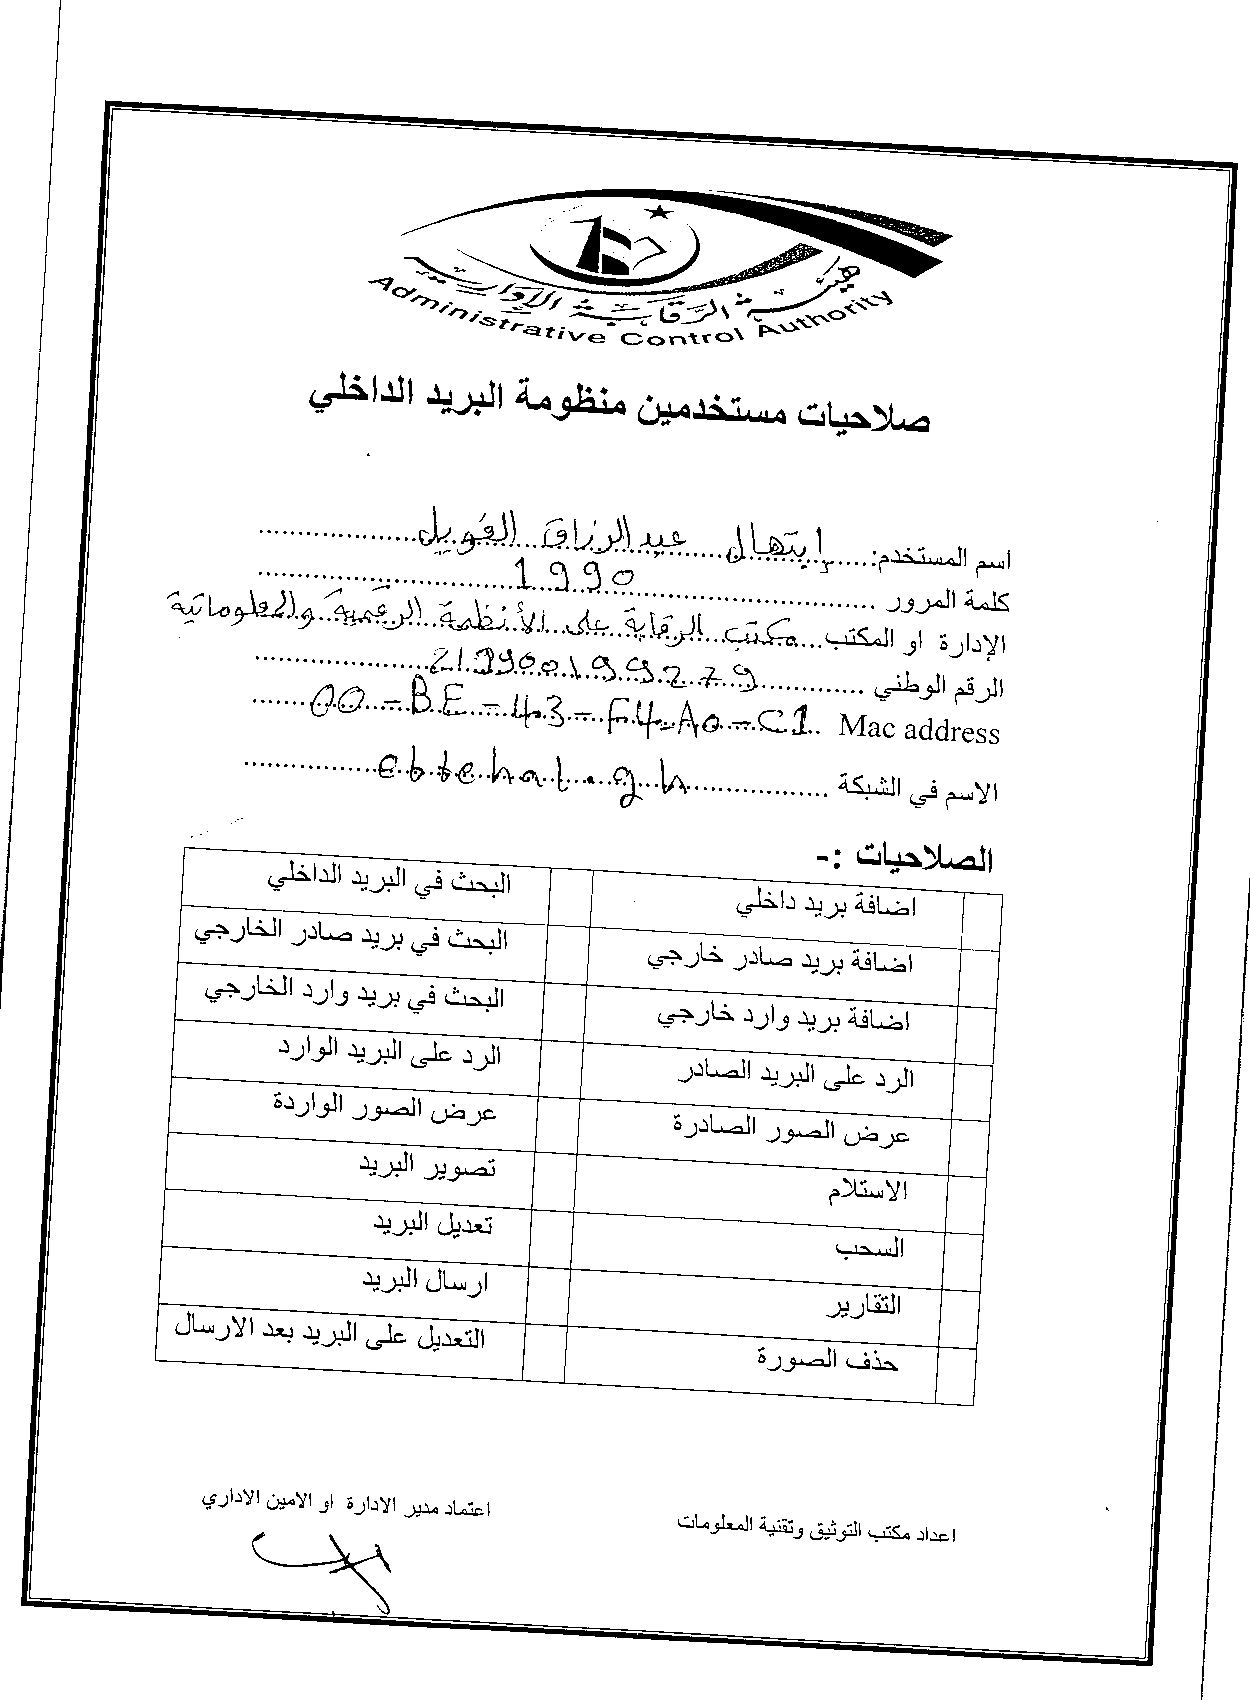 هيئة الرقابة الإدارية
Administrative Control Authority
صلاحيات مستخدمين منظومة البريد الداخلي
اسم المستخدم: إبتهال عبدالرزاق الغويل
كلمة المرور 1990
الإدارة او المكتب مكتب الرقابة على الأنظمة الرقمية والمعلوماتية
الرقم الوطني 219900199279
Mac address 00-BE-43-F4-A0-C1
الاسم في الشبكة ebtehal.gh
الصلاحيات :-
اضافة بريد داخلي البحث في البريد الداخلي
اضافة بريد صادر خارجي البحث في بريد صادر الخارجي
اضافة بريد وارد خارجي البحث في بريد وارد الخارجي
الرد على البريد الصادر الرد على البريد الوارد
عرض الصور الصادرة عرض الصور الواردة
الاستلام تصوير البريد
السحب تعديل البريد
التقارير ارسال البريد
حذف الصورة التعديل على البريد بعد الارسال
اعداد مكتب التوثيق وتقنية المعلومات اعتماد مدير الادارة او الامين الاداري